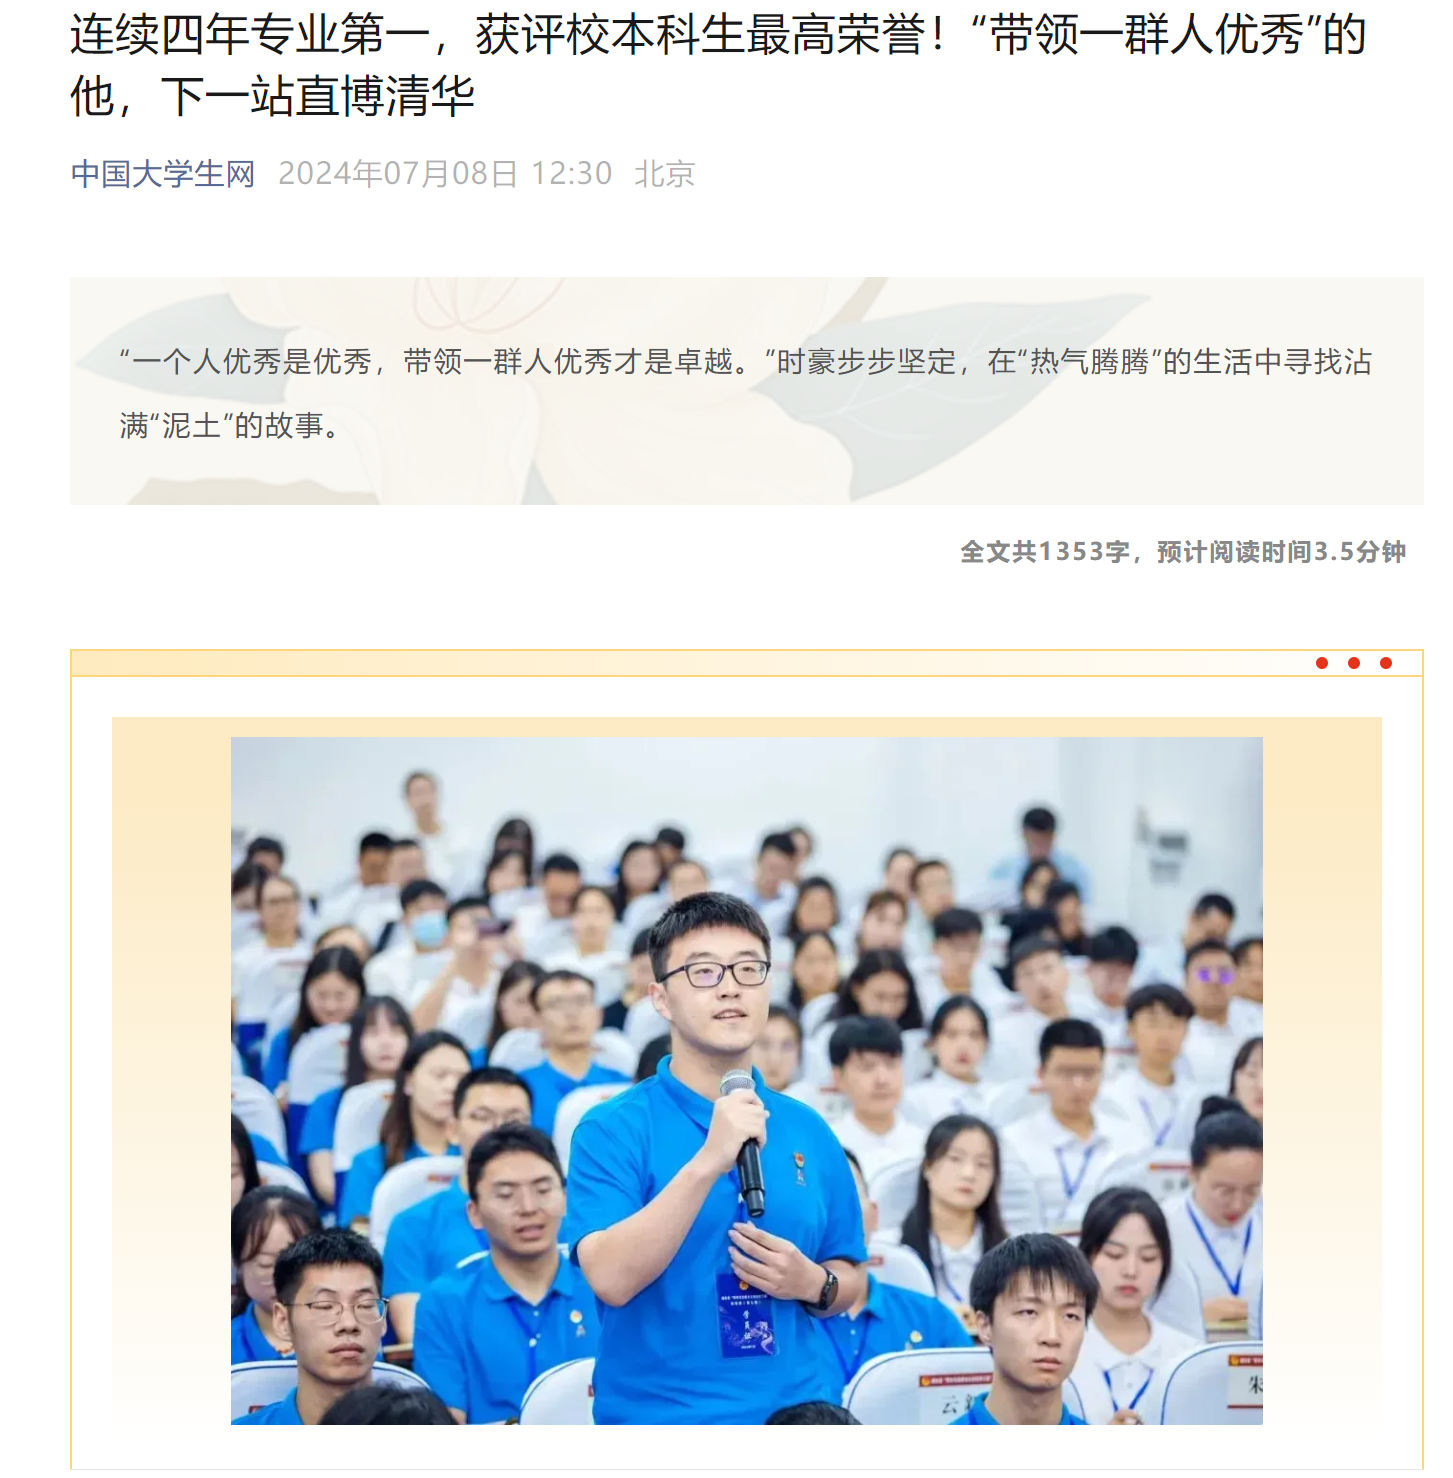 连续四年专业第一，获评校本科生最高荣誉！“带领一群人优秀”的
他，下一站直博清华
中国大学生网 2024年07月08日 12:30 北京
“一个人优秀是优秀，带领一群人优秀才是卓越。”时豪步步坚定，在“热气腾腾”的生活中寻找沾
满“泥土”的故事。
全文共1353字，预计阅读时间3.5分钟
学员证
朱